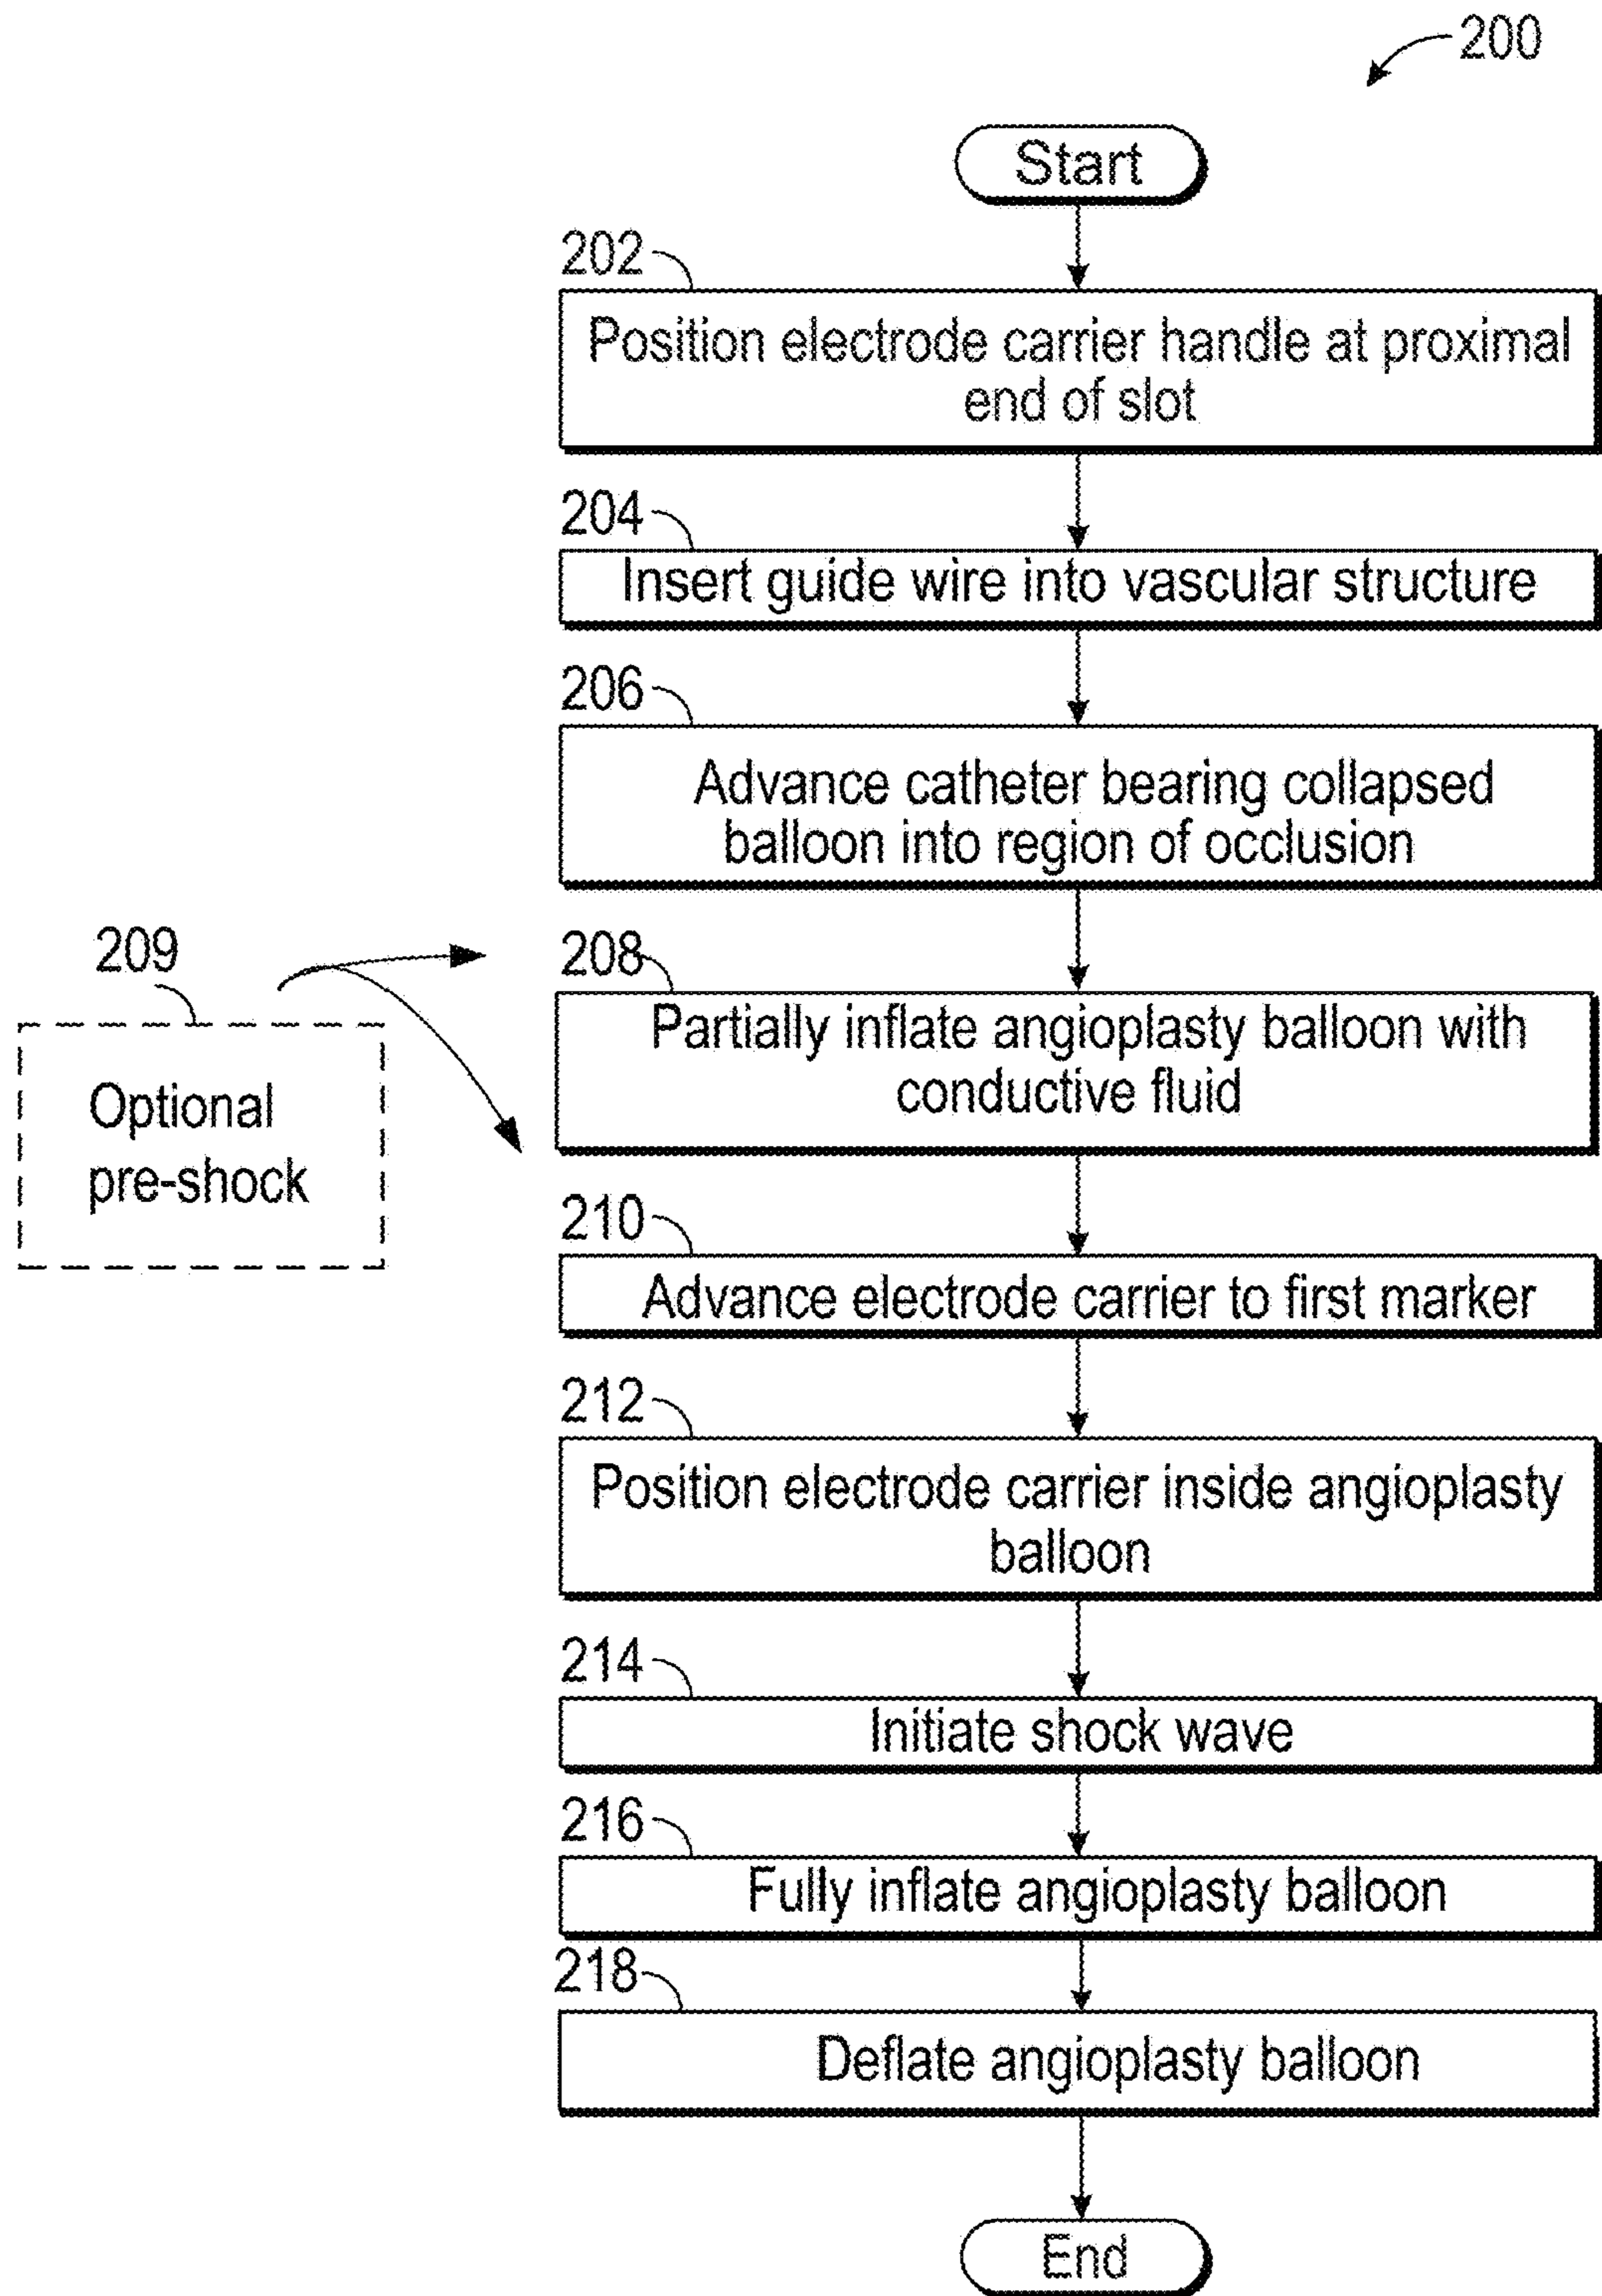 200
Start
202
Position electrode carrier handle at proximal
end of slot
204
Insert guide wire into vascular structure
206
Advance catheter bearing collapsed
balloon into region of occlusion
209
Optional
pre-shock
208
Partially inflate angioplasty balloon with
conductive fluid
210
Advance electrode carrier to first marker
212
Position electrode carrier inside angioplasty
balloon
214
Initiate shock wave
216
Fully inflate angioplasty balloon
218
Deflate angioplasty balloon
End